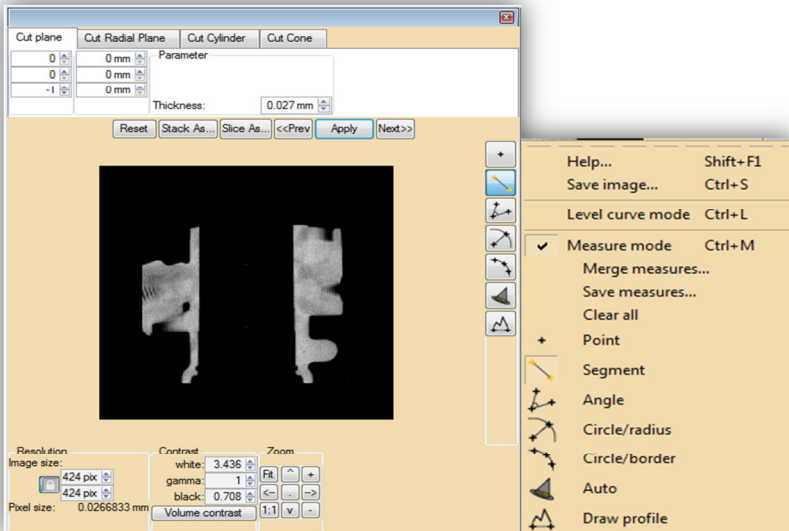 Cut plane Cut Radial Plane Cut Cylinder Cut Cone
0 0 mm Parameter
0 0 mm
-1 0 mm
Thickness: 0.027 mm
Reset Stack As... Slice As... <<Prev Apply Next>>
Resolution Contrast Zoom
Image size: white: 3.436 Fit ^ +
424 pix gamma: 1 <-- . -->
424 pix black: 0.708 1:1 v -
Pixel size: 0.0266833 mm Volume contrast
Help... Shift+F1
Save image... Ctrl+S
Level curve mode Ctrl+L
Measure mode Ctrl+M
Merge measures...
Save measures...
Clear all
Point
Segment
Angle
Circle/radius
Circle/border
Auto
Draw profile